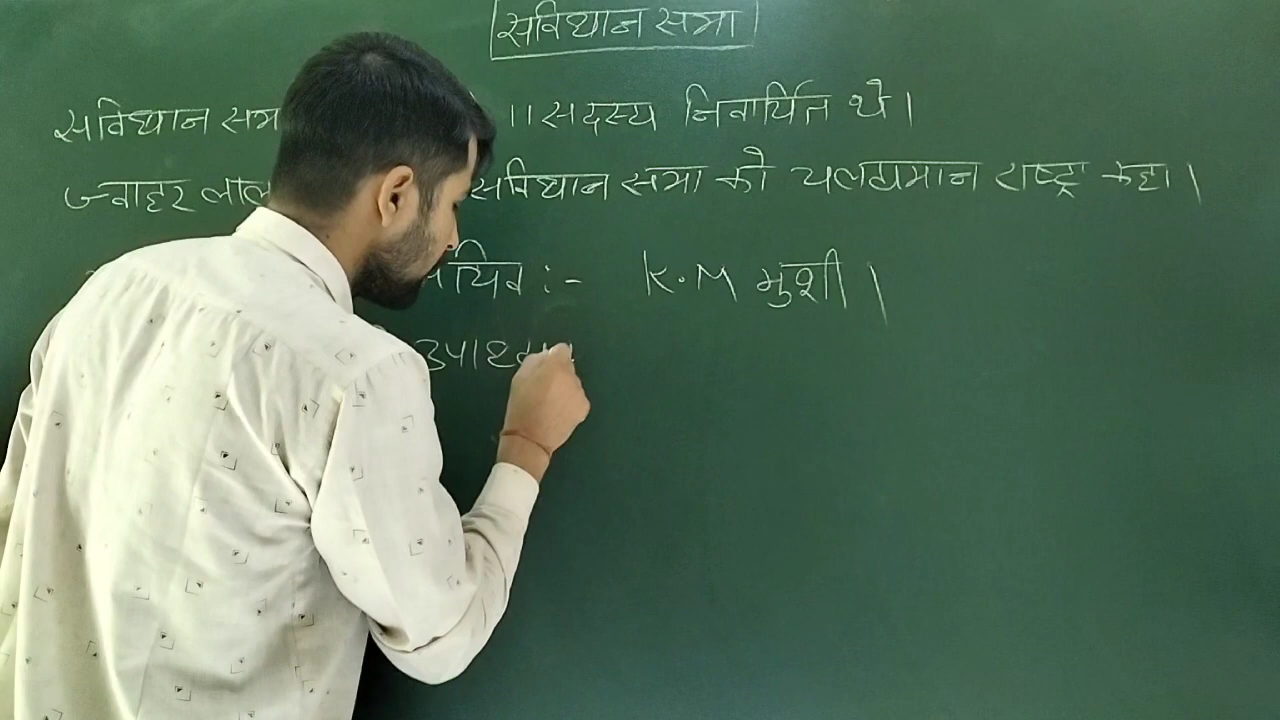 संविधान सभा
संविधान सभा ॥ सदस्य निर्वाचित थे।
जवाहर लाल संविधान सभा को चलायमान राष्ट्र कहा।
सचिव :- K.M मुंशी।
उपाध्यक्ष